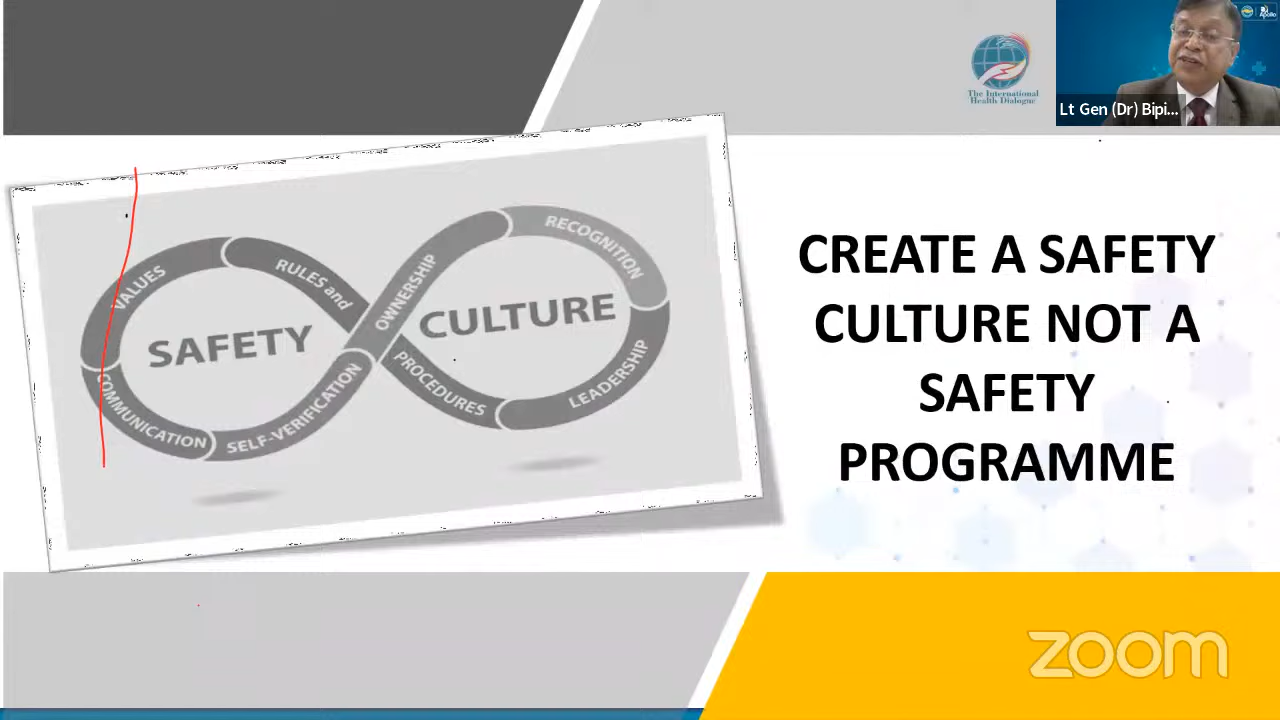 The International
Health Dialogue
Apollo
Lt Gen (Dr) Bipi...
VALUES
RULES and
OWNERSHIP
RECOGNITION
SAFETY
CULTURE
COMMUNICATION
SELF-VERIFICATION
PROCEDURES
LEADERSHIP
CREATE A SAFETY
CULTURE NOT A
SAFETY
PROGRAMME
zoom